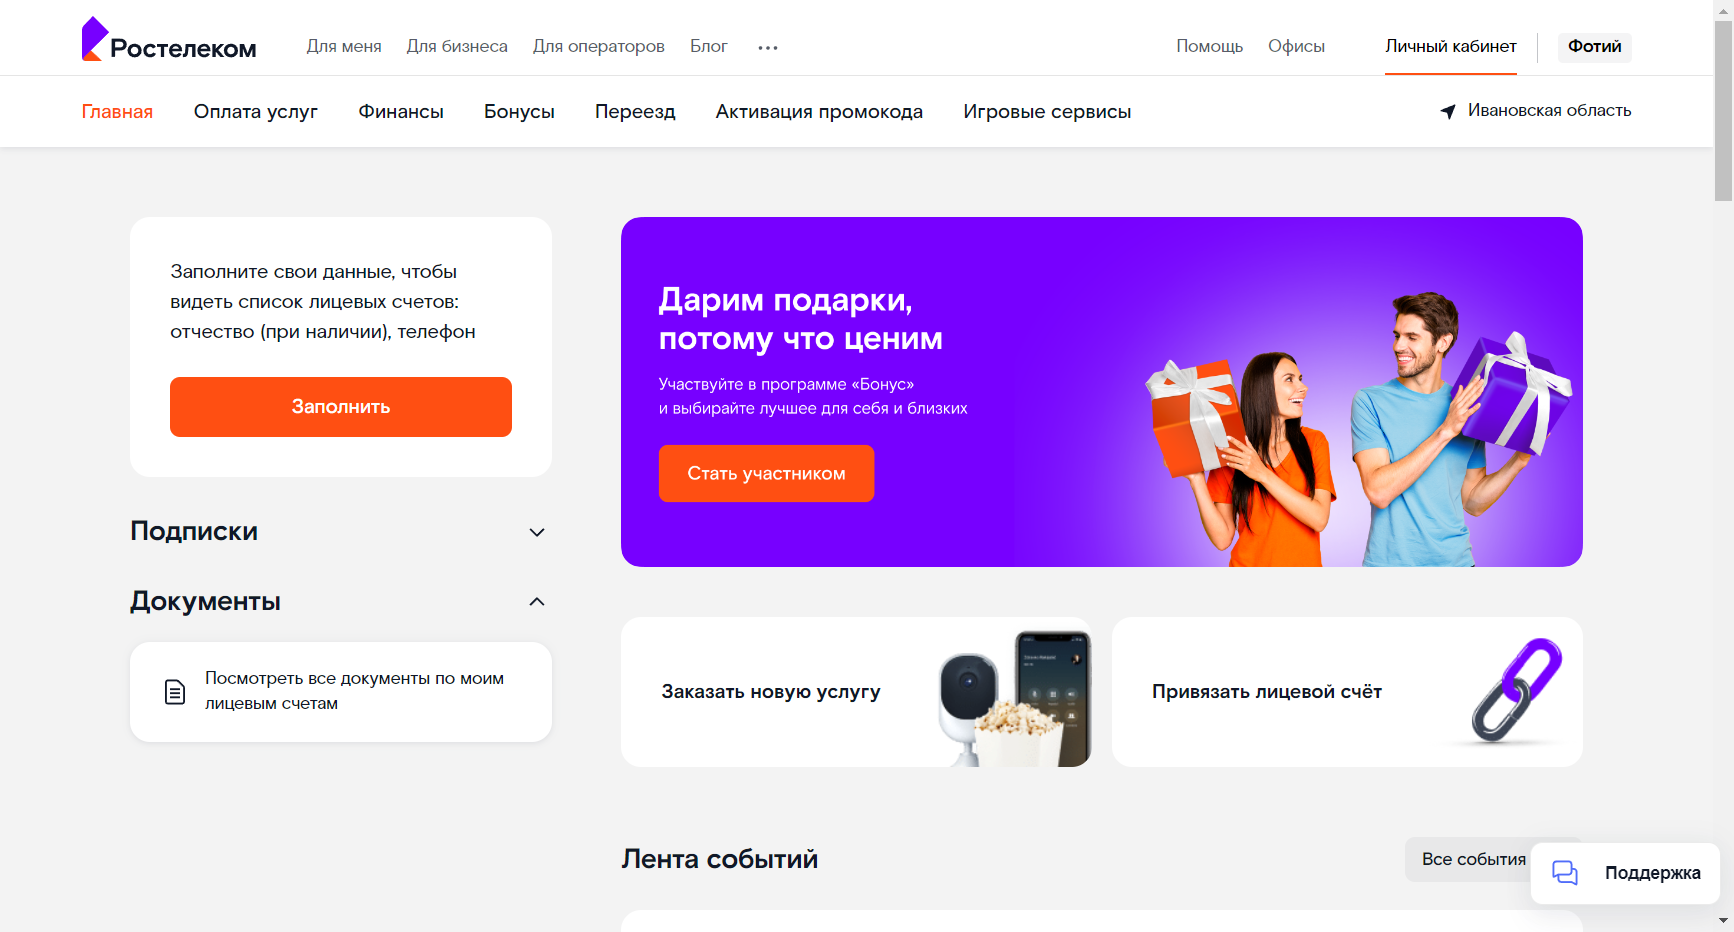 Ростелеком
Для меня
Для бизнеса
Для операторов
Блог
Помощь
Офисы
Личный кабинет
Фотий
Главная
Оплата услуг
Финансы
Бонусы
Переезд
Активация промокода
Игровые сервисы
Ивановская область
Заполните свои данные, чтобы
видеть список лицевых счетов:
отчество (при наличии), телефон
Заполнить
Подписки
Документы
Посмотреть все документы по моим
лицевым счетам
Дарим подарки,
потому что ценим
Участвуйте в программе «Бонус»
и выбирайте лучшее для себя и близких
Стать участником
Заказать новую услугу
Привязать лицевой счёт
Лента событий
Все события
Поддержка